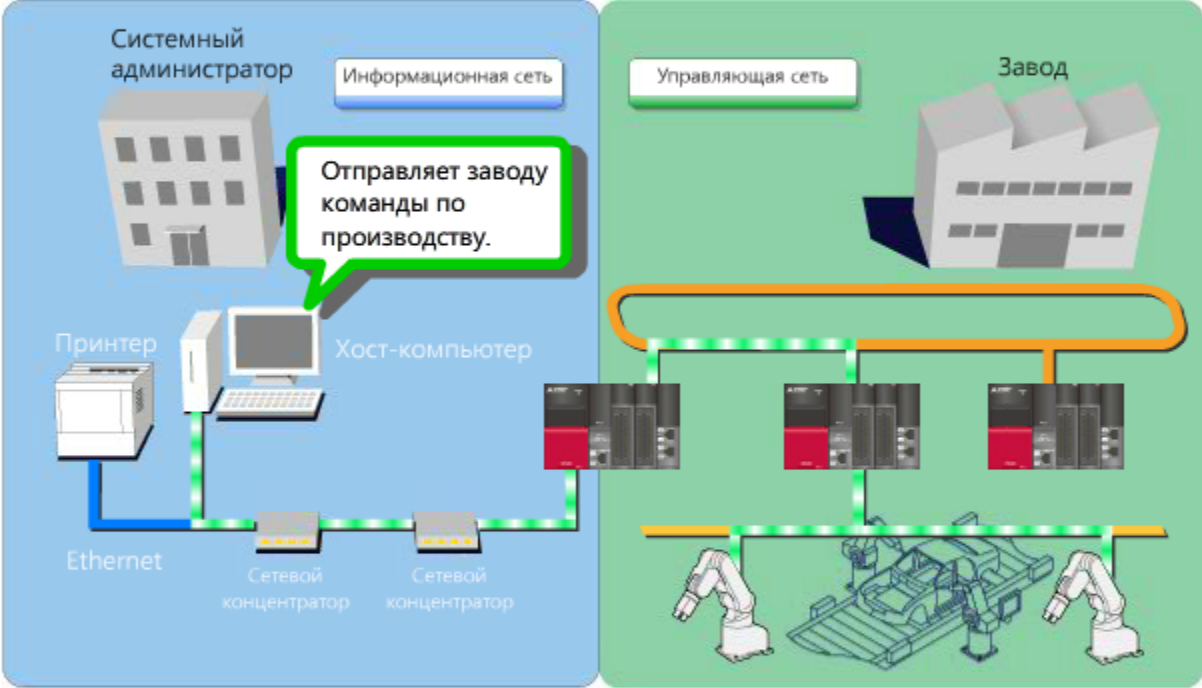 Системный
администратор
Информационная сеть
Управляющая сеть
Завод
Отправляет заводу
команды по
производству.
Принтер
Хост-компьютер
Ethernet
Сетевой
концентратор
Сетевой
концентратор